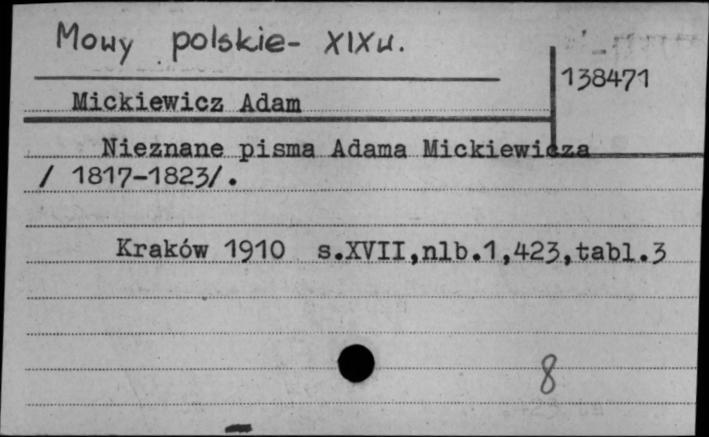 Mowy polskie - XIX w.
138471
Mickiewicz Adam
Nieznane pisma Adama Mickiewicza
/ 1817-1823/.
Kraków 1910 s.XVII,nlb.1,423,tabl.3
8